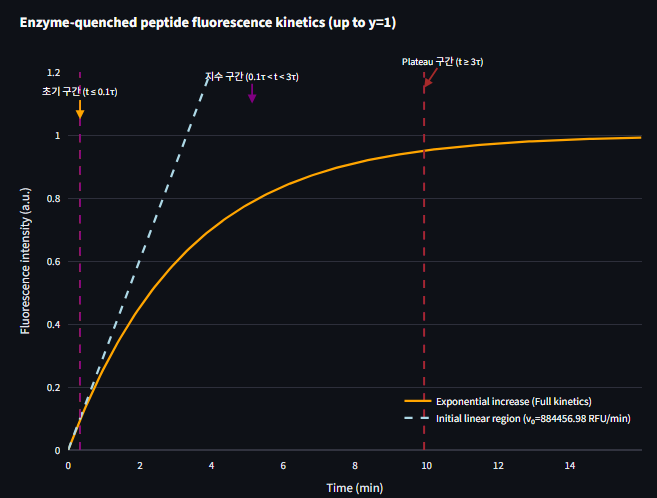 Enzyme-quenched peptide fluorescence kinetics (up to y=1)
Plateau 구간 (t ≥ 3τ)
지수 구간 (0.1τ < t < 3τ)
초기 구간 (t ≤ 0.1τ)
1.2
1
0.8
0.6
0.4
0.2
0
Fluorescence intensity (a.u.)
Exponential increase (Full kinetics)
Initial linear region (v₀=884456.98 RFU/min)
0 2 4 6 8 10 12 14
Time (min)